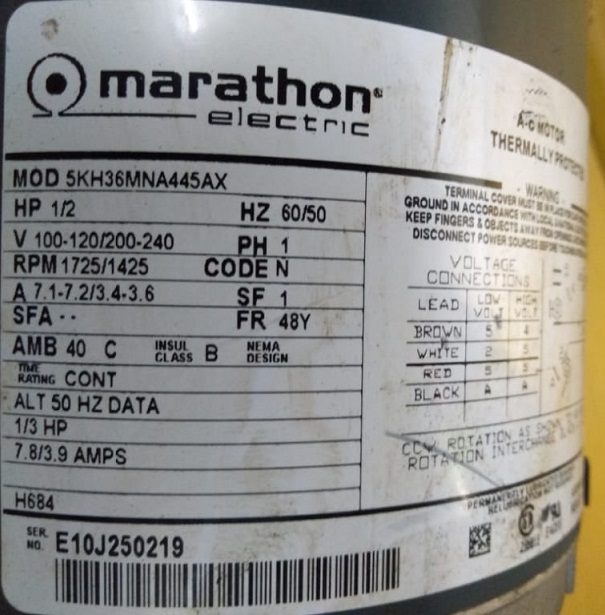 marathon®
electric
A-C MOTOR
THERMALLY
MOD 5KH36MNA445AX
HP 1/2 HZ 60/50
V 100-120/200-240 PH 1
RPM 1725/1425 CODE N
A 7.1-7.2/3.4-3.6 SF 1
SFA -- FR 48Y
AMB 40 C INSUL CLASS B NEMA DESIGN
TIME RATING CONT
ALT 50 HZ DATA
1/3 HP
7.8/3.9 AMPS
H684
WARNING
TERMINAL COVER MUST BE IN PLACE
GROUND IN ACCORDANCE WITH LOCAL
KEEP FINGERS & OBJECTS AWAY FROM
DISCONNECT POWER SOURCES BEFORE
VOLTAGE
CONNECTIONS
LEAD LOW VOLT HIGH VOLT
BROWN 5 4
WHITE 2 5
RED 5 5
BLACK A A
CCW ROTATION AS
ROTATION
PERMANENTLY
SER. NO. E10J250219